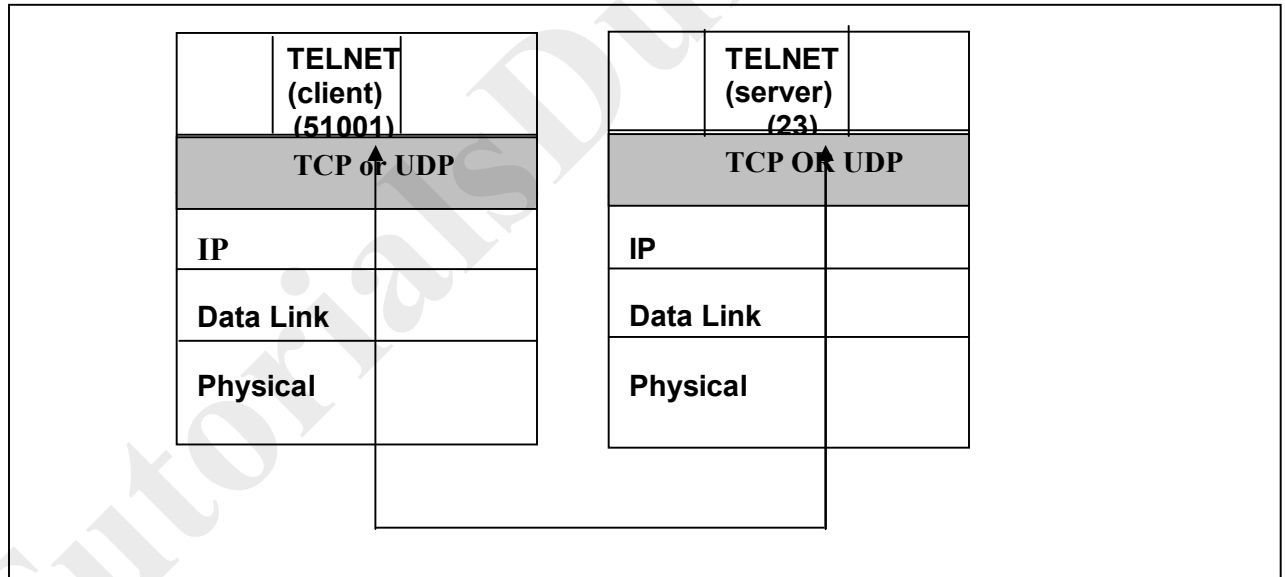 TELNET
(client)
(51001)
TCP or UDP
IP
Data Link
Physical
TELNET
(server)
(23)
TCP OR UDP
IP
Data Link
Physical